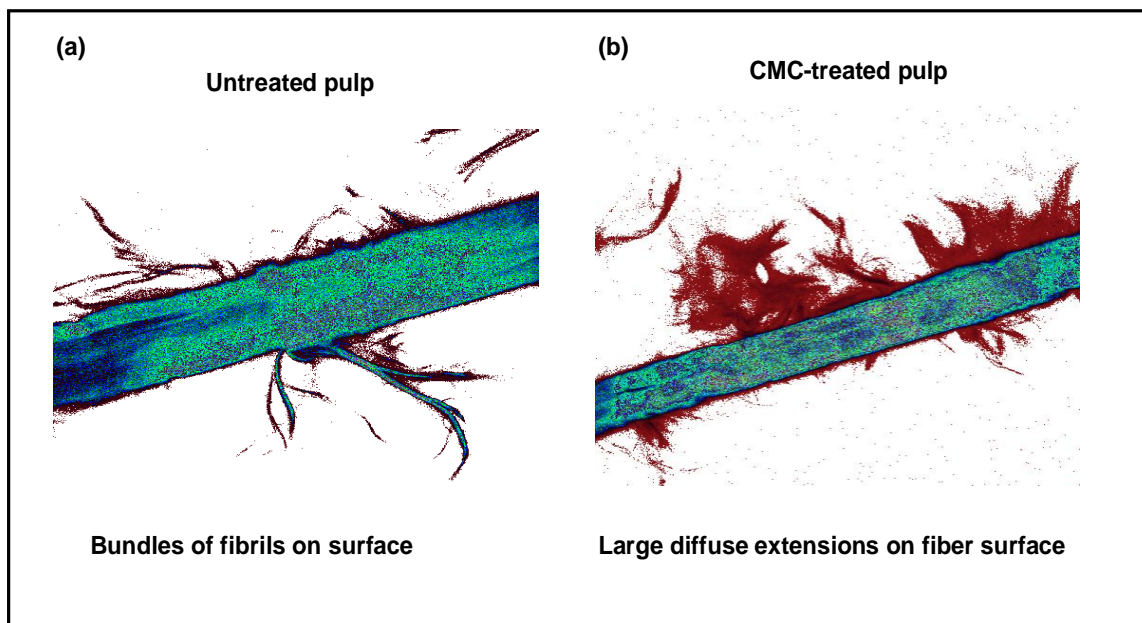 (a)
Untreated pulp
(b)
CMC-treated pulp
Bundles of fibrils on surface
Large diffuse extensions on fiber surface